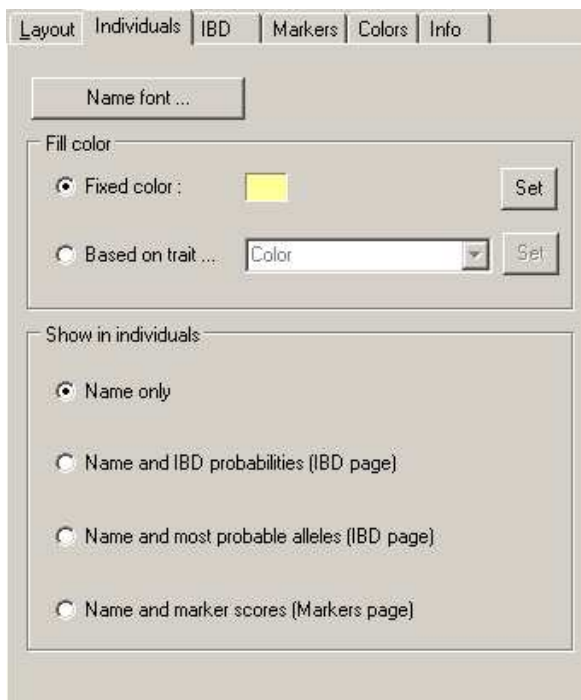 Layout Individuals IBD Markers Colors Info
Name font ...
Fill color
Fixed color : Set
Based on trait ... Color Set
Show in individuals
Name only
Name and IBD probabilities (IBD page)
Name and most probable alleles (IBD page)
Name and marker scores (Markers page)